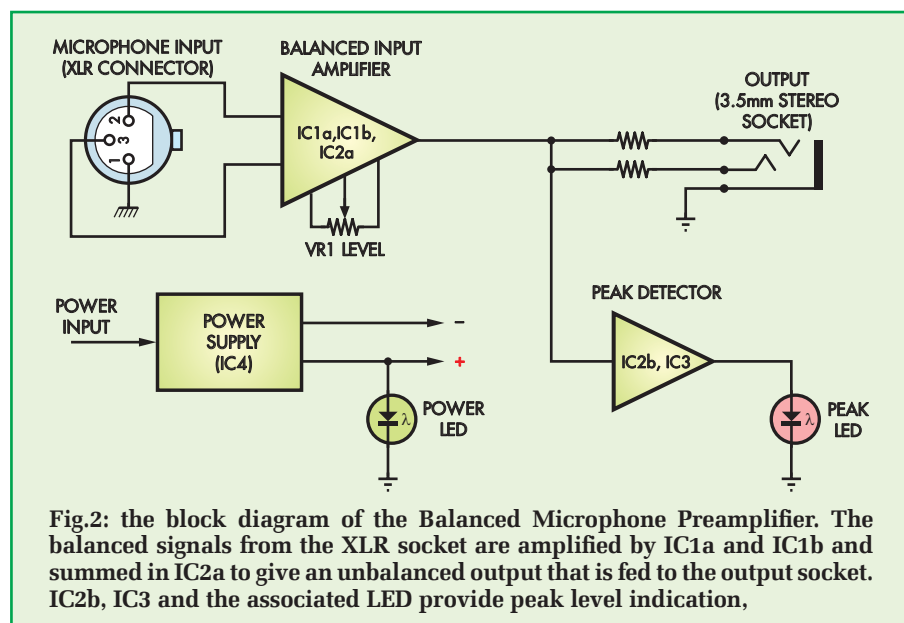 MICROPHONE INPUT
(XLR CONNECTOR)
BALANCED INPUT
AMPLIFIER
OUTPUT
(3.5mm STEREO
SOCKET)
2
3
1
IC1a,IC1b,
IC2a
VR1 LEVEL
POWER
INPUT
POWER
SUPPLY
(IC4)
–
+
λ
POWER
LED
PEAK DETECTOR
IC2b, IC3
λ
PEAK
LED
Fig.2: the block diagram of the Balanced Microphone Preamplifier. The
balanced signals from the XLR socket are amplified by IC1a and IC1b and
summed in IC2a to give an unbalanced output that is fed to the output socket.
IC2b, IC3 and the associated LED provide peak level indication,